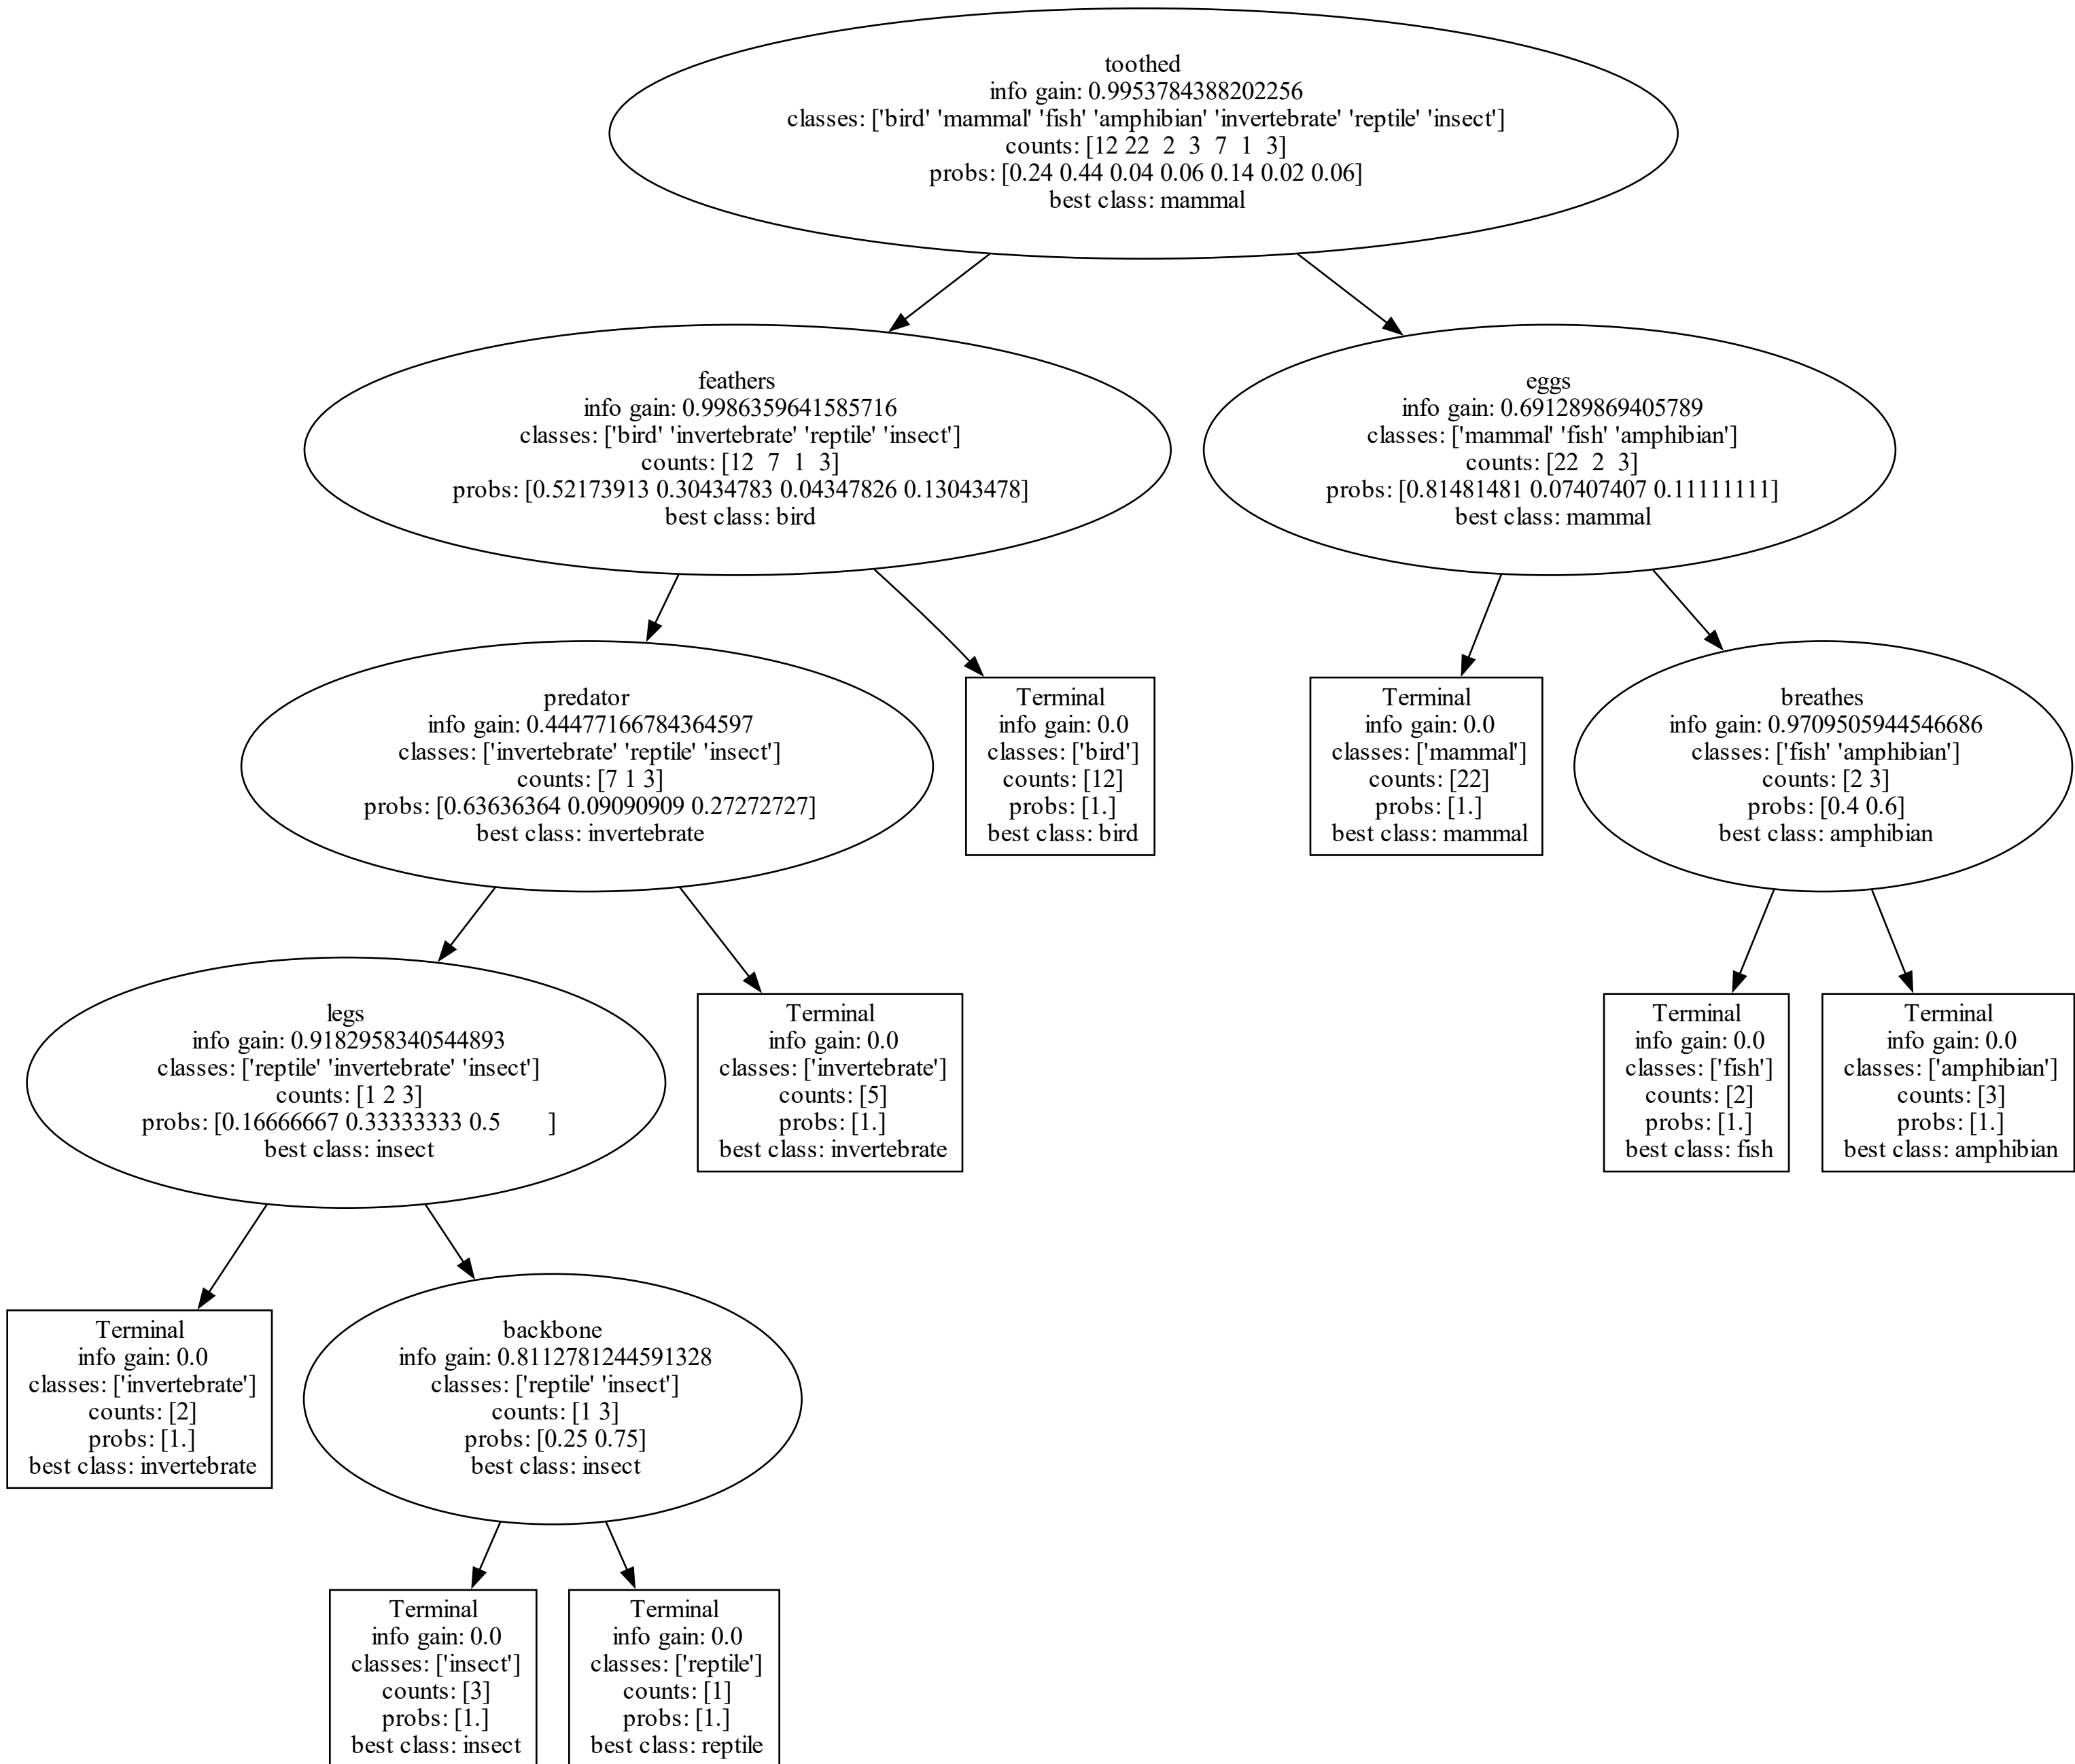 toothed
info gain: 0.9953784388202256
classes: ['bird' 'mammal' 'fish' 'amphibian' 'invertebrate' 'reptile' 'insect']
counts: [12 22  2  3  7  1  3]
probs: [0.24 0.44 0.04 0.06 0.14 0.02 0.06]
best class: mammal
feathers
info gain: 0.9986359641585716
classes: ['bird' 'invertebrate' 'reptile' 'insect']
counts: [12  7  1  3]
probs: [0.52173913 0.30434783 0.04347826 0.13043478]
best class: bird
eggs
info gain: 0.691289869405789
classes: ['mammal' 'fish' 'amphibian']
counts: [22  2  3]
probs: [0.81481481 0.07407407 0.11111111]
best class: mammal
predator
info gain: 0.44477166784364597
classes: ['invertebrate' 'reptile' 'insect']
counts: [7 1 3]
probs: [0.63636364 0.09090909 0.27272727]
best class: invertebrate
Terminal
info gain: 0.0
classes: ['bird']
counts: [12]
probs: [1.]
best class: bird
Terminal
info gain: 0.0
classes: ['mammal']
counts: [22]
probs: [1.]
best class: mammal
breathes
info gain: 0.9709505944546686
classes: ['fish' 'amphibian']
counts: [2 3]
probs: [0.4 0.6]
best class: amphibian
legs
info gain: 0.9182958340544893
classes: ['reptile' 'invertebrate' 'insect']
counts: [1 2 3]
probs: [0.16666667 0.33333333 0.5       ]
best class: insect
Terminal
info gain: 0.0
classes: ['invertebrate']
counts: [5]
probs: [1.]
best class: invertebrate
Terminal
info gain: 0.0
classes: ['fish']
counts: [2]
probs: [1.]
best class: fish
Terminal
info gain: 0.0
classes: ['amphibian']
counts: [3]
probs: [1.]
best class: amphibian
Terminal
info gain: 0.0
classes: ['invertebrate']
counts: [2]
probs: [1.]
best class: invertebrate
backbone
info gain: 0.8112781244591328
classes: ['reptile' 'insect']
counts: [1 3]
probs: [0.25 0.75]
best class: insect
Terminal
info gain: 0.0
classes: ['insect']
counts: [3]
probs: [1.]
best class: insect
Terminal
info gain: 0.0
classes: ['reptile']
counts: [1]
probs: [1.]
best class: reptile